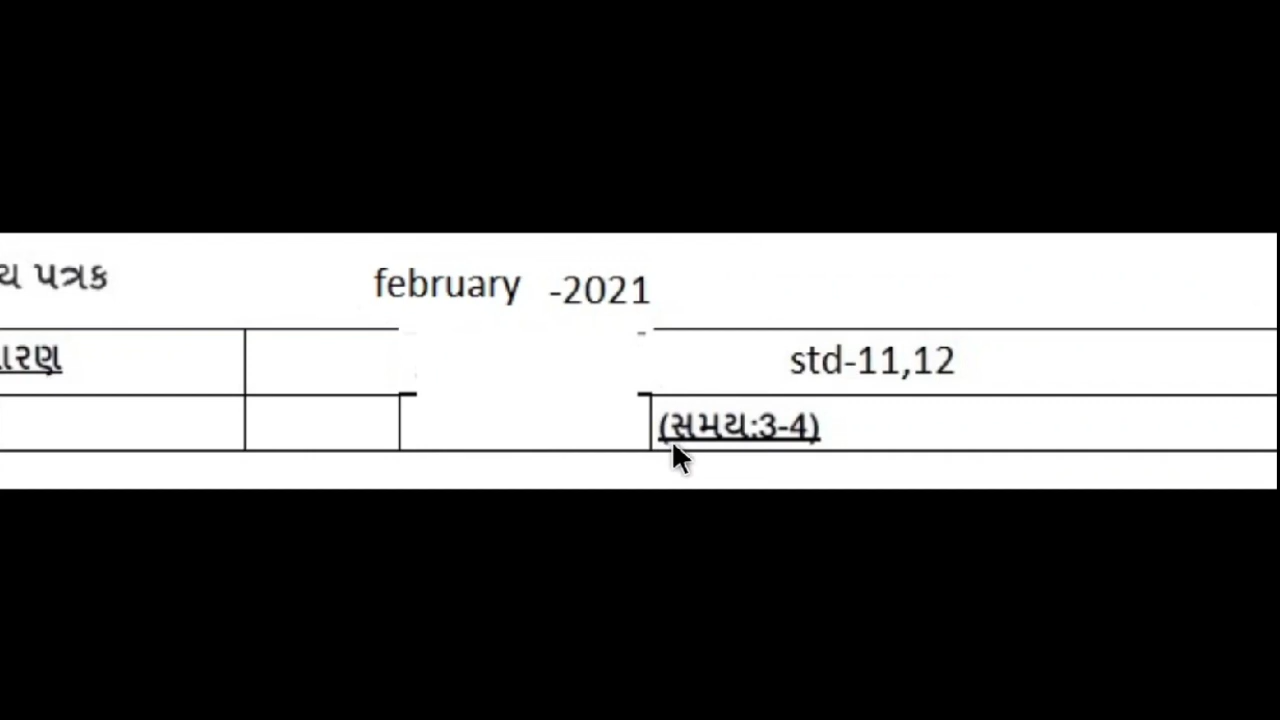 ય પત્રક february -2021
ારણ std-11,12
(સમય:3-4)